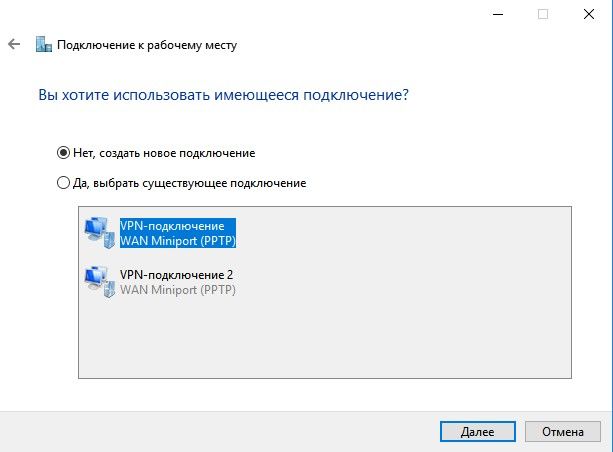 Подключение к рабочему месту
Вы хотите использовать имеющееся подключение?
Нет, создать новое подключение
Да, выбрать существующее подключение
VPN-подключение
WAN Miniport (PPTP)
VPN-подключение 2
WAN Miniport (PPTP)
Далее
Отмена